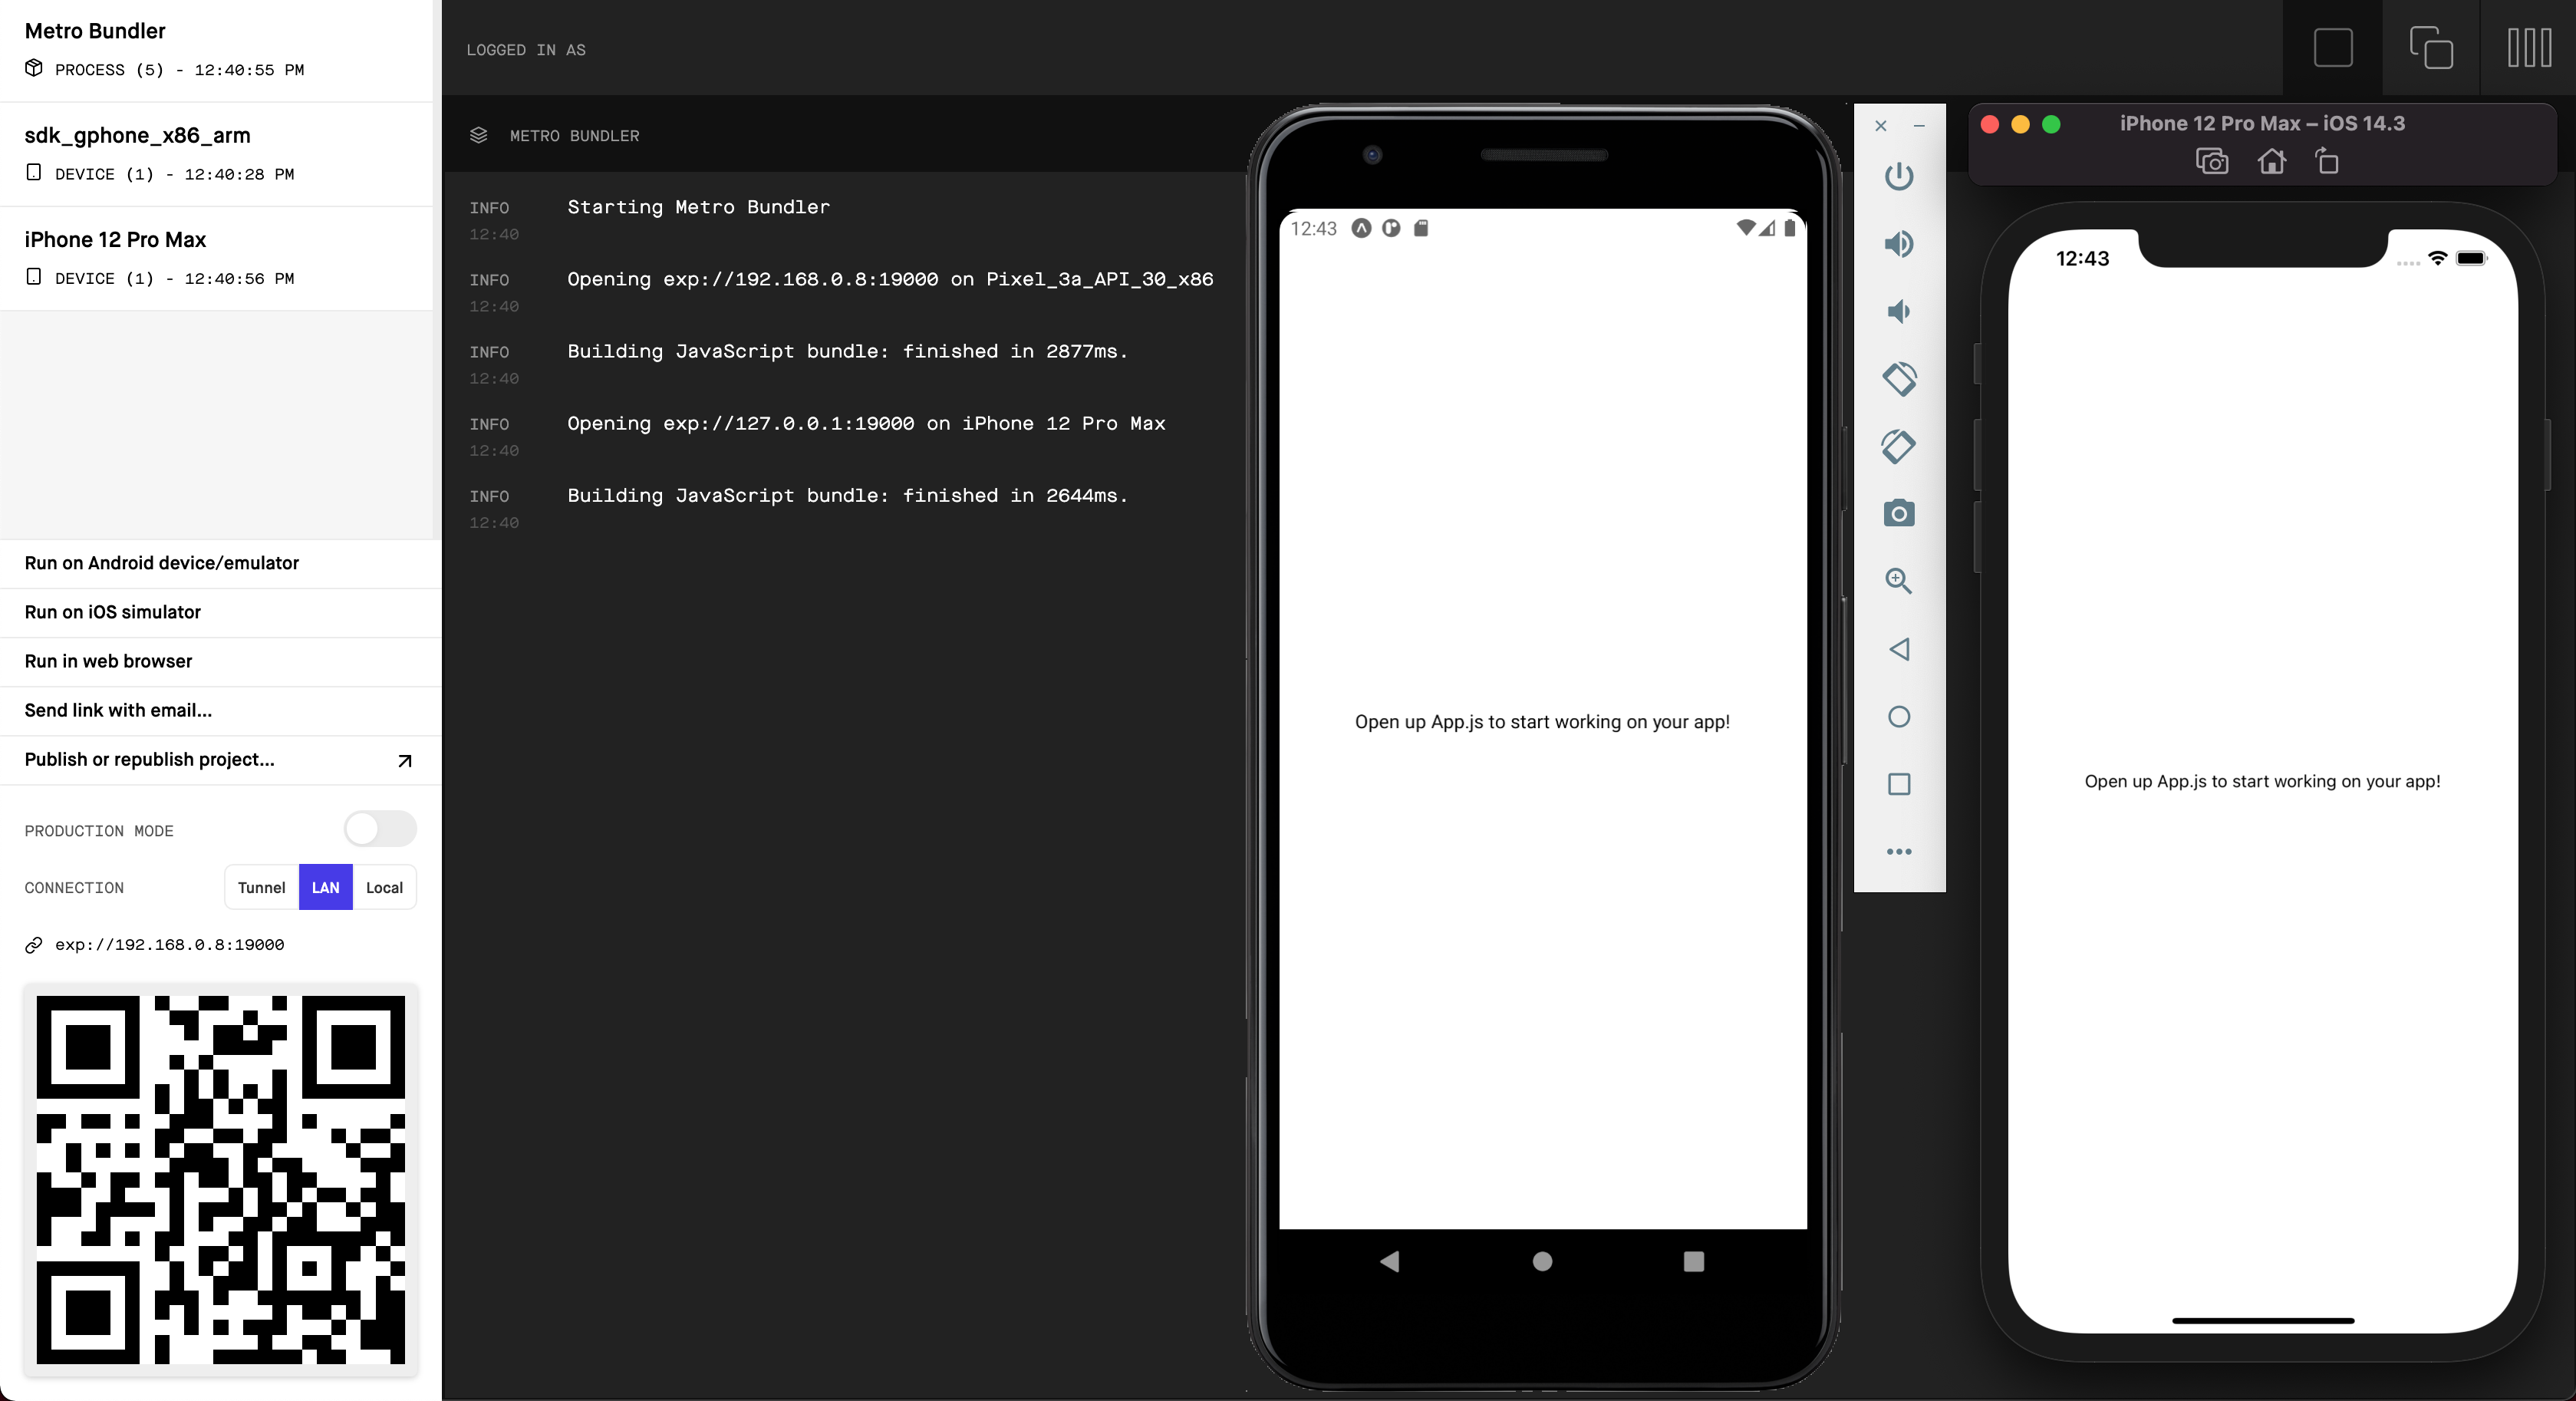 Metro Bundler
PROCESS (5) - 12:40:55 PM
sdk_gphone_x86_arm
DEVICE (1) - 12:40:28 PM
iPhone 12 Pro Max
DEVICE (1) - 12:40:56 PM
Run on Android device/emulator
Run on iOS simulator
Run in web browser
Send link with email...
Publish or republish project...
PRODUCTION MODE
CONNECTION
Tunnel LAN Local
exp://192.168.0.8:19000
LOGGED IN AS
METRO BUNDLER
INFO Starting Metro Bundler
12:40
INFO Opening exp://192.168.0.8:19000 on Pixel_3a_API_30_x86
12:40
INFO Building JavaScript bundle: finished in 2877ms.
12:40
INFO Opening exp://127.0.0.1:19000 on iPhone 12 Pro Max
12:40
INFO Building JavaScript bundle: finished in 2644ms.
12:40
12:43
Open up App.js to start working on your app!
iPhone 12 Pro Max – iOS 14.3
12:43
Open up App.js to start working on your app!